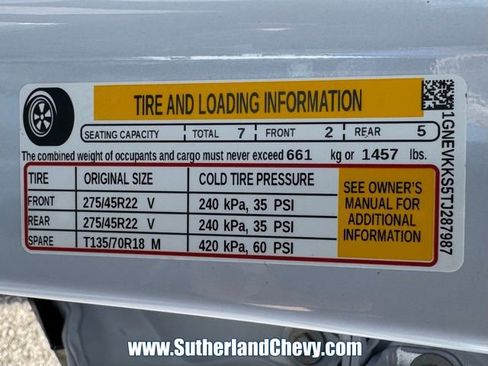 TIRE AND LOADING INFORMATION
SEATING CAPACITY TOTAL 7 FRONT 2 REAR 5
The combined weight of occupants and cargo must never exceed 661 kg or 1457 lbs.
TIRE ORIGINAL SIZE COLD TIRE PRESSURE
FRONT 275/45R22 V 240 kPa, 35 PSI
REAR 275/45R22 V 240 kPa, 35 PSI
SPARE T135/70R18 M 420 kPa, 60 PSI
SEE OWNER'S
MANUAL FOR
ADDITIONAL
INFORMATION
1GNEVKKS5TJ287987
www.SutherlandChevy.com